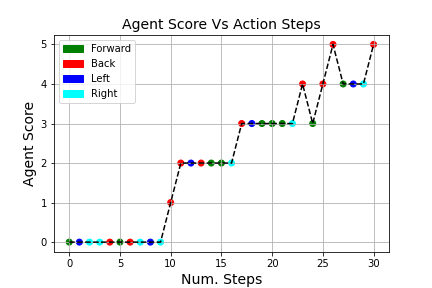 Agent Score Vs Action Steps
5
4
3
2
1
0
Agent Score
Forward
Back
Left
Right
0 5 10 15 20 25 30
Num. Steps